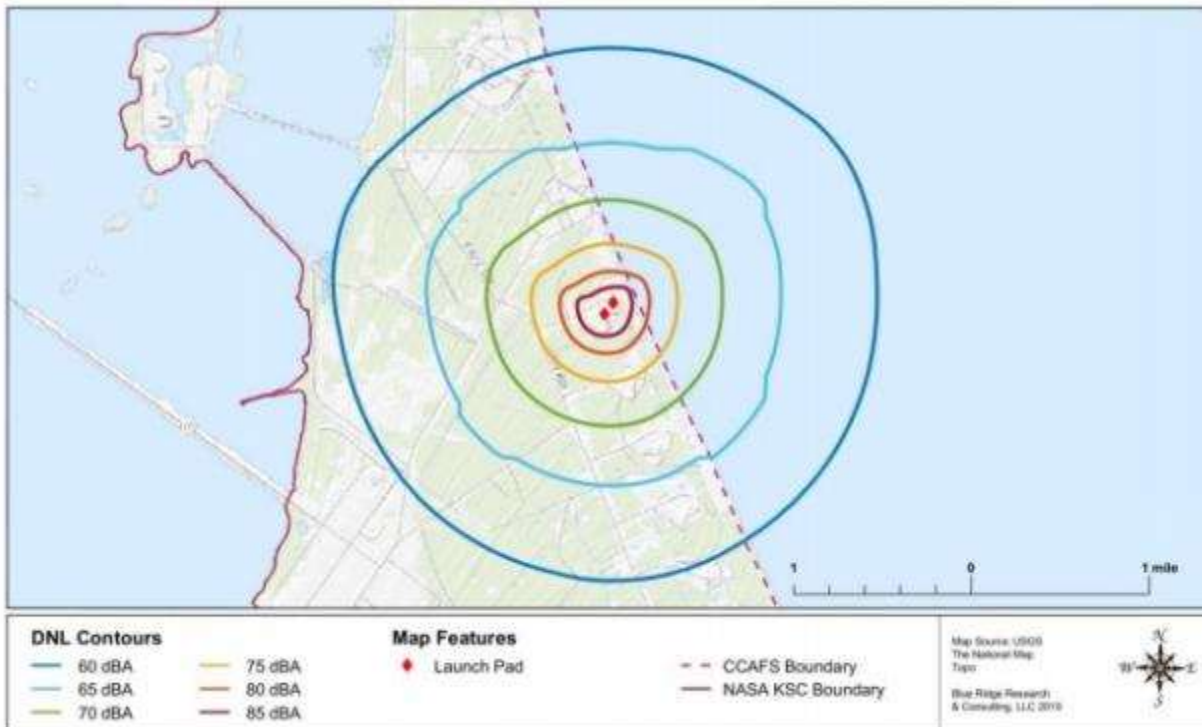 1 0 1 mile
DNL Contours
60 dBA
65 dBA
70 dBA
75 dBA
80 dBA
85 dBA
Map Features
Launch Pad
CCAFS Boundary
NASA KSC Boundary
Map Source: USGS
The National Map
Topo
Blue Ridge Research
& Consulting, LLC 2019
N
W E
S